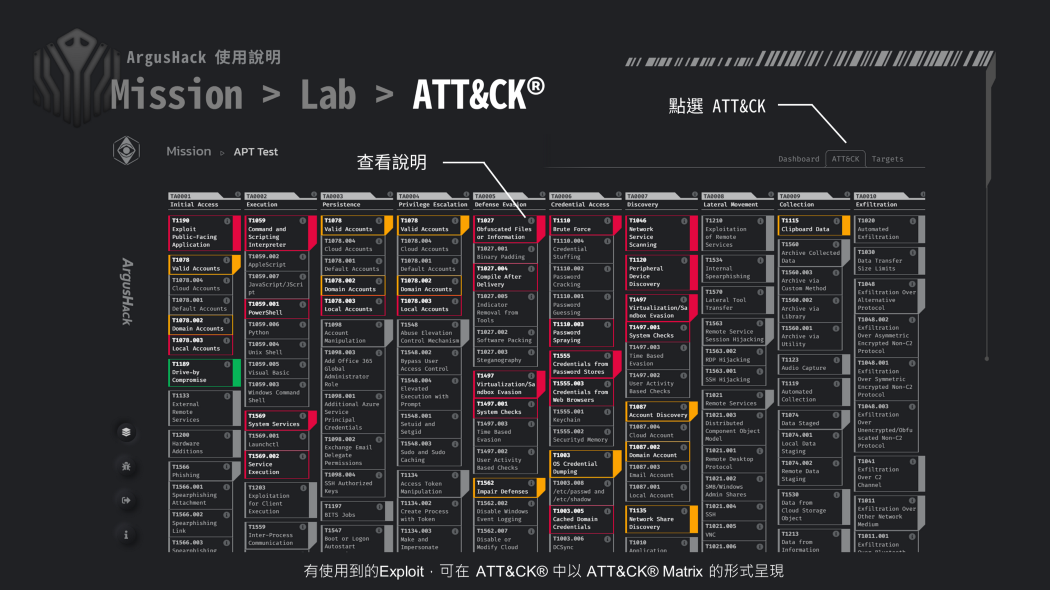 ArgusHack 使用說明
Mission > Lab > ATT&CK®
點選 ATT&CK
查看說明
Mission ▹ APT Test
Dashboard ATT&CK Targets
ArgusHack
TA0001
Initial Access
T1190
Exploit
Public-Facing
Application
T1078
Valid Accounts
T1078.004
Cloud Accounts
T1078.001
Default Accounts
T1078.002
Domain Accounts
T1078.003
Local Accounts
T1189
Drive-by
Compromise
T1133
External
Remote
Services
T1200
Hardware
Additions
T1566
Phishing
T1566.001
Spearphishing
Attachment
T1566.002
Spearphishing
Link
T1566.003
Spearphishing
TA0002
Execution
T1059
Command and
Scripting
Interpreter
T1059.002
AppleScript
T1059.007
JavaScript/JScri
pt
T1059.001
PowerShell
T1059.006
Python
T1059.004
Unix Shell
T1059.005
Visual Basic
T1059.003
Windows Command
Shell
T1569
System Services
T1569.001
Launchctl
T1569.002
Service
Execution
T1203
Exploitation
for Client
Execution
T1559
Inter-Process
Communication
TA0003
Persistence
T1078
Valid Accounts
T1078.004
Cloud Accounts
T1078.001
Default Accounts
T1078.002
Domain Accounts
T1078.003
Local Accounts
T1098
Account
Manipulation
T1098.003
Add Office 365
Global
Administrator
Role
T1098.001
Additional Azure
Service
Principal
Credentials
T1098.002
Exchange Email
Delegate
Permissions
T1098.004
SSH Authorized
Keys
T1197
BITS Jobs
T1547
Boot or Logon
Autostart
TA0004
Privilege Escalation
T1078
Valid Accounts
T1078.004
Cloud Accounts
T1078.001
Default Accounts
T1078.002
Domain Accounts
T1078.003
Local Accounts
T1548
Abuse Elevation
Control Mechanism
T1548.002
Bypass User
Access Control
T1548.004
Elevated
Execution with
Prompt
T1548.001
Setuid and
Setgid
T1548.003
Sudo and Sudo
Caching
T1134
Access Token
Manipulation
T1134.002
Create Process
with Token
T1134.003
Make and
Impersonate
TA0005
Defense Evasion
T1027
Obfuscated Files
or Information
T1027.001
Binary Padding
T1027.004
Compile After
Delivery
T1027.005
Indicator
Removal from
Tools
T1027.002
Software Packing
T1027.003
Steganography
T1497
Virtualization/Sa
ndbox Evasion
T1497.001
System Checks
T1497.003
Time Based
Evasion
T1497.002
User Activity
Based Checks
T1562
Impair Defenses
T1562.002
Disable Windows
Event Logging
T1562.007
Disable or
Modify Cloud
TA0006
Credential Access
T1110
Brute Force
T1110.004
Credential
Stuffing
T1110.002
Password
Cracking
T1110.001
Password
Guessing
T1110.003
Password
Spraying
T1555
Credentials from
Password Stores
T1555.003
Credentials from
Web Browsers
T1555.001
Keychain
T1555.002
Securityd Memory
T1003
OS Credential
Dumping
T1003.008
/etc/passwd and
/etc/shadow
T1003.005
Cached Domain
Credentials
T1003.006
DCSync
TA0007
Discovery
T1046
Network
Service
Scanning
T1120
Peripheral
Device
Discovery
T1497
Virtualization/Sa
ndbox Evasion
T1497.001
System Checks
T1497.003
Time Based
Evasion
T1497.002
User Activity
Based Checks
T1087
Account Discovery
T1087.004
Cloud Account
T1087.002
Domain Account
T1087.003
Email Account
T1087.001
Local Account
T1135
Network Share
Discovery
T1010
Application
TA0008
Lateral Movement
T1210
Exploitation
of Remote
Services
T1534
Internal
Spearphishing
T1570
Lateral Tool
Transfer
T1563
Remote Service
Session Hijacking
T1563.002
RDP Hijacking
T1563.001
SSH Hijacking
T1021
Remote Services
T1021.003
Distributed
Component Object
Model
T1021.001
Remote Desktop
Protocol
T1021.002
SMB/Windows
Admin Shares
T1021.004
SSH
T1021.005
VNC
T1021.006
TA0009
Collection
T1115
Clipboard Data
T1560
Archive Collected
Data
T1560.003
Archive via
Custom Method
T1560.002
Archive via
Library
T1560.001
Archive via
Utility
T1123
Audio Capture
T1119
Automated
Collection
T1074
Data Staged
T1074.001
Local Data
Staging
T1074.002
Remote Data
Staging
T1530
Data from
Cloud Storage
Object
T1213
Data from
Information
TA0010
Exfiltration
T1020
Automated
Exfiltration
T1030
Data Transfer
Size Limits
T1048
Exfiltration Over
Alternative
Protocol
T1048.002
Exfiltration
Over Asymmetric
Encrypted Non-C2
Protocol
T1048.001
Exfiltration
Over Symmetric
Encrypted Non-C2
Protocol
T1048.003
Exfiltration
Over
Unencrypted/Obfu
scated Non-C2
Protocol
T1041
Exfiltration
Over C2
Channel
T1011
Exfiltration Over
Other Network
Medium
T1011.001
Exfiltration
有使用到的Exploit，可在 ATT&CK® 中以 ATT&CK® Matrix 的形式呈現